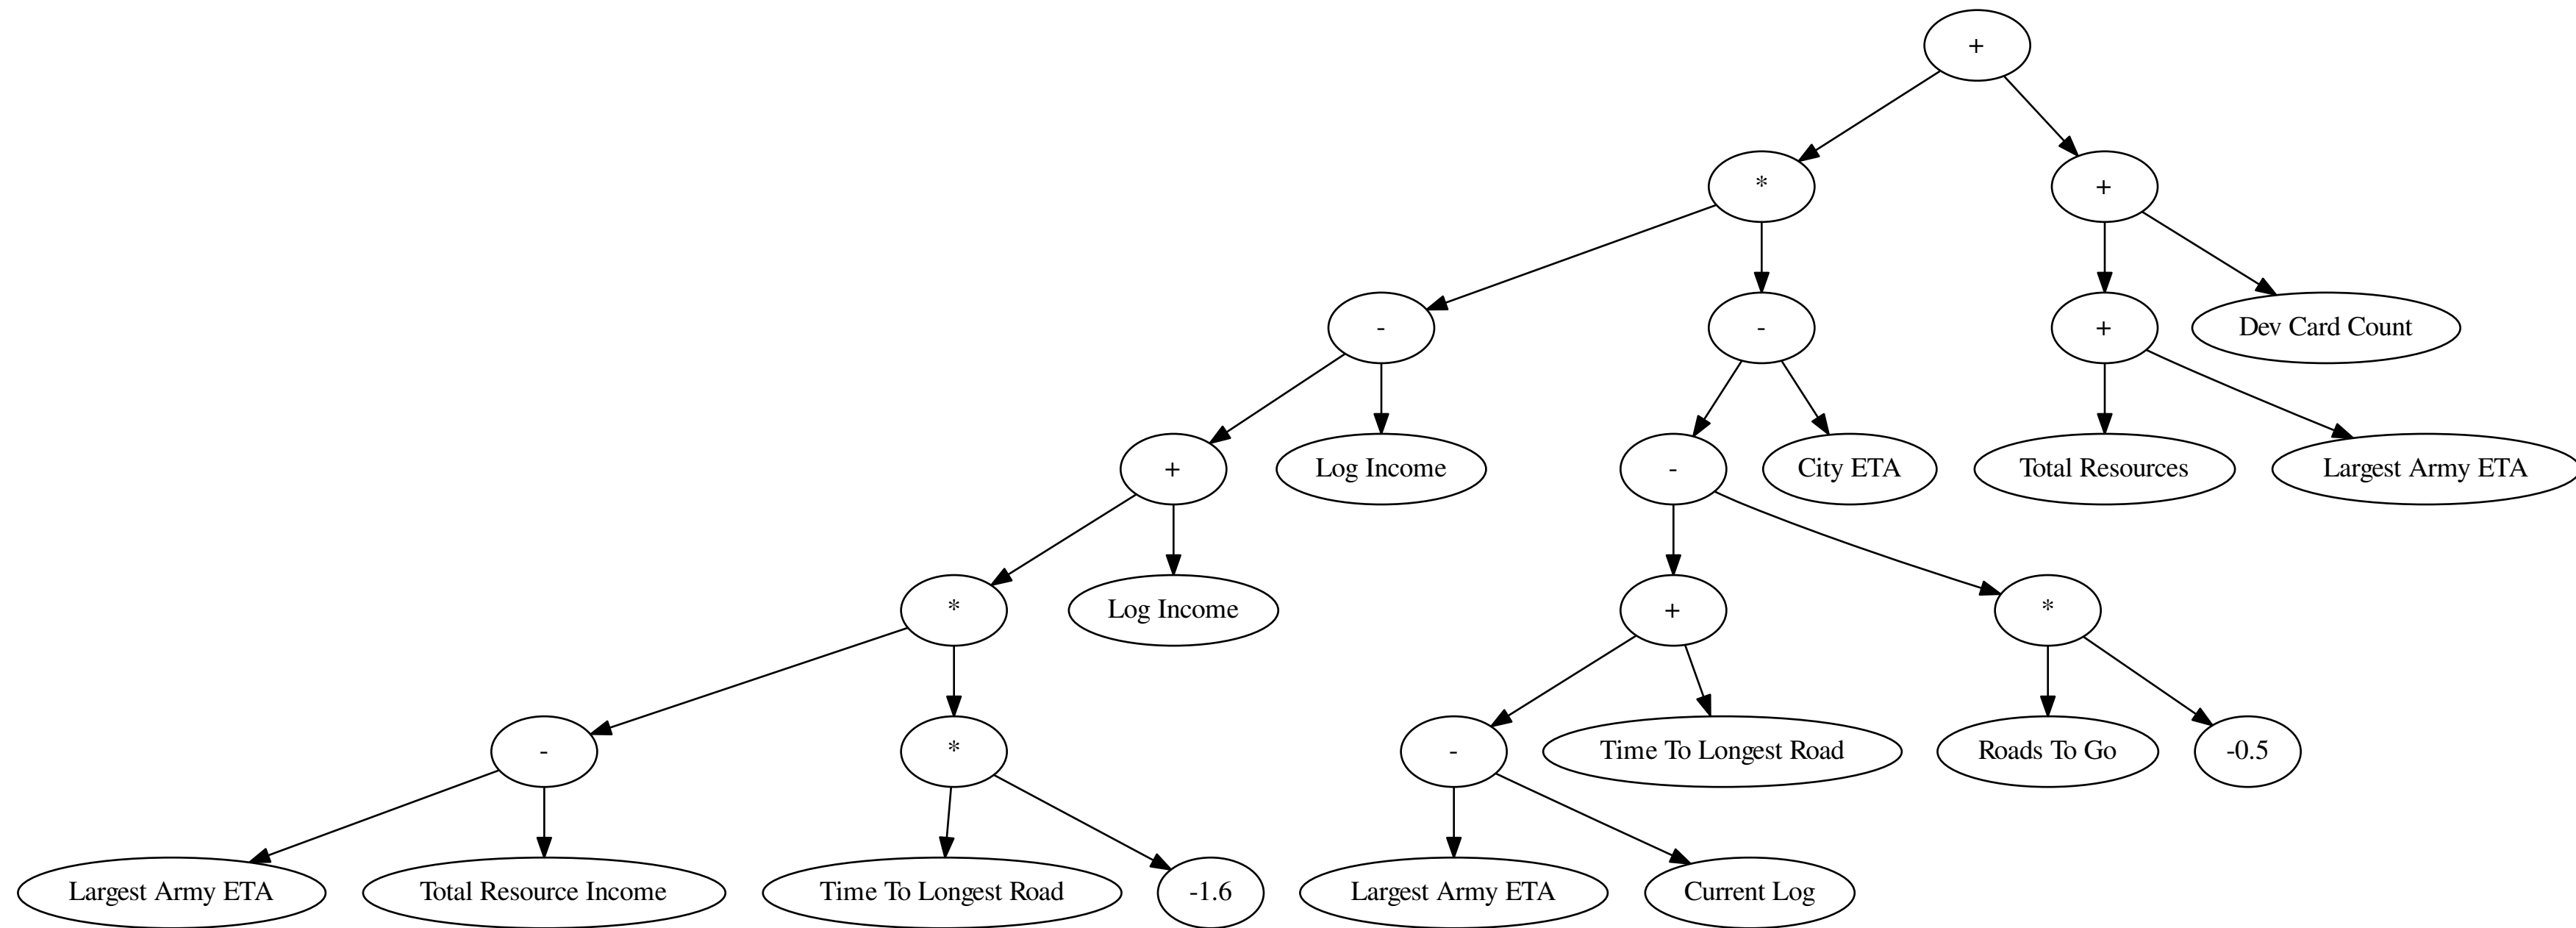 +
*
+
-
-
+
Dev Card Count
+
Log Income
-
City ETA
Total Resources
Largest Army ETA
*
Log Income
+
*
-
*
-
Time To Longest Road
Roads To Go
-0.5
Largest Army ETA
Total Resource Income
Time To Longest Road
-1.6
Largest Army ETA
Current Log